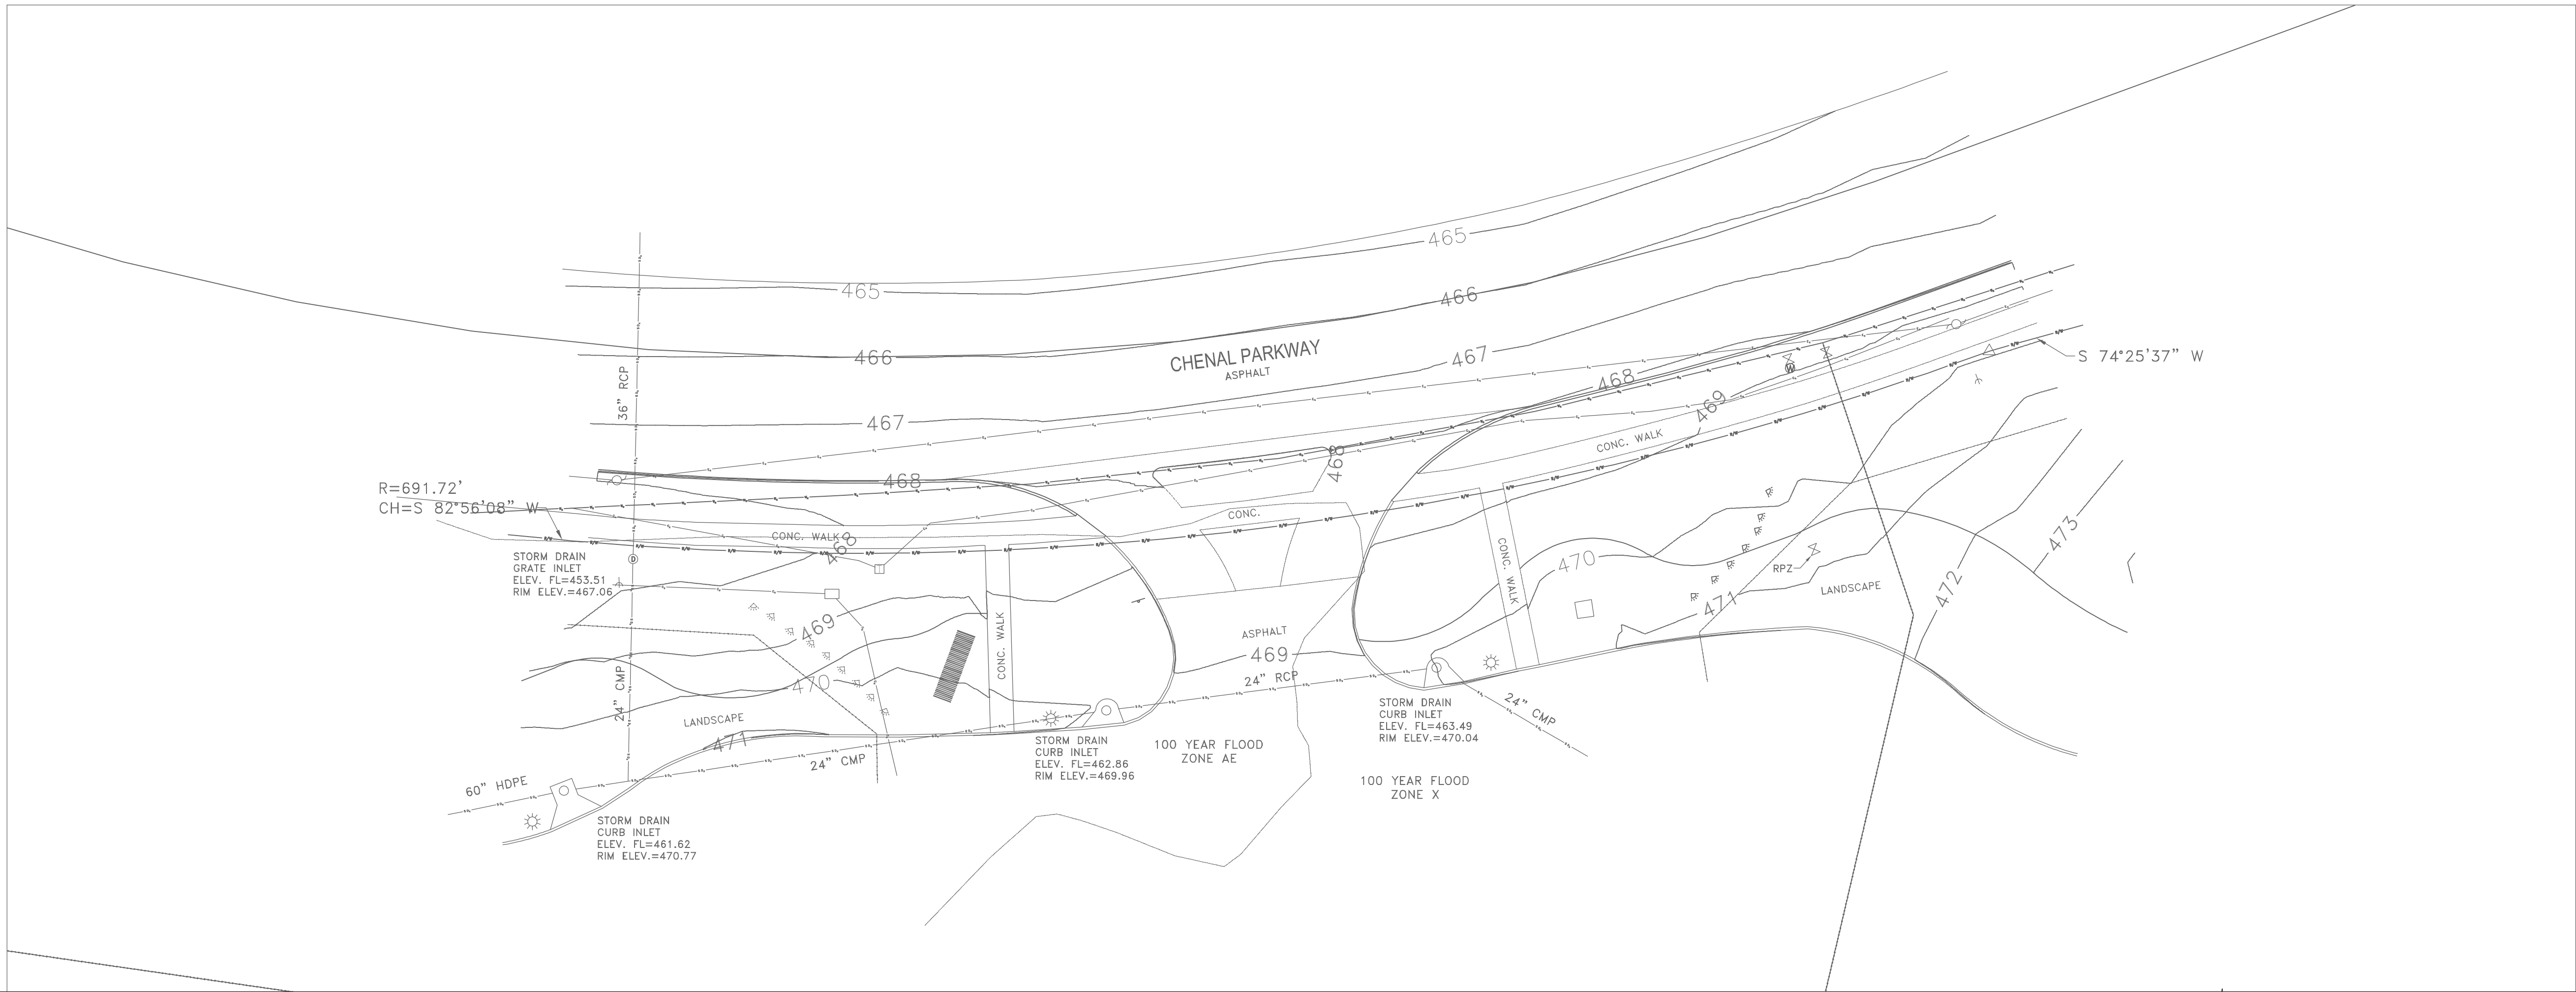 465
465
466
466
CHENAL PARKWAY
ASPHALT
467
467
S 74°25'37" W
36" RCP
468
468
469
CONC. WALK
468
R=691.72'
CH=S 82°56'08" W
468
CONC.
CONC. WALK
STORM DRAIN
GRATE INLET
ELEV. FL=453.51
RIM ELEV.=467.06
W
D
CONC. WALK
470
RPZ
473
472
LANDSCAPE
471
469
CONC. WALK
ASPHALT
469
24" RCP
470
24" CMP
LANDSCAPE
471
24" CMP
60" HDPE
STORM DRAIN
CURB INLET
ELEV. FL=461.62
RIM ELEV.=470.77
STORM DRAIN
CURB INLET
ELEV. FL=462.86
RIM ELEV.=469.96
100 YEAR FLOOD
ZONE AE
STORM DRAIN
CURB INLET
ELEV. FL=463.49
RIM ELEV.=470.04
24" CMP
100 YEAR FLOOD
ZONE X